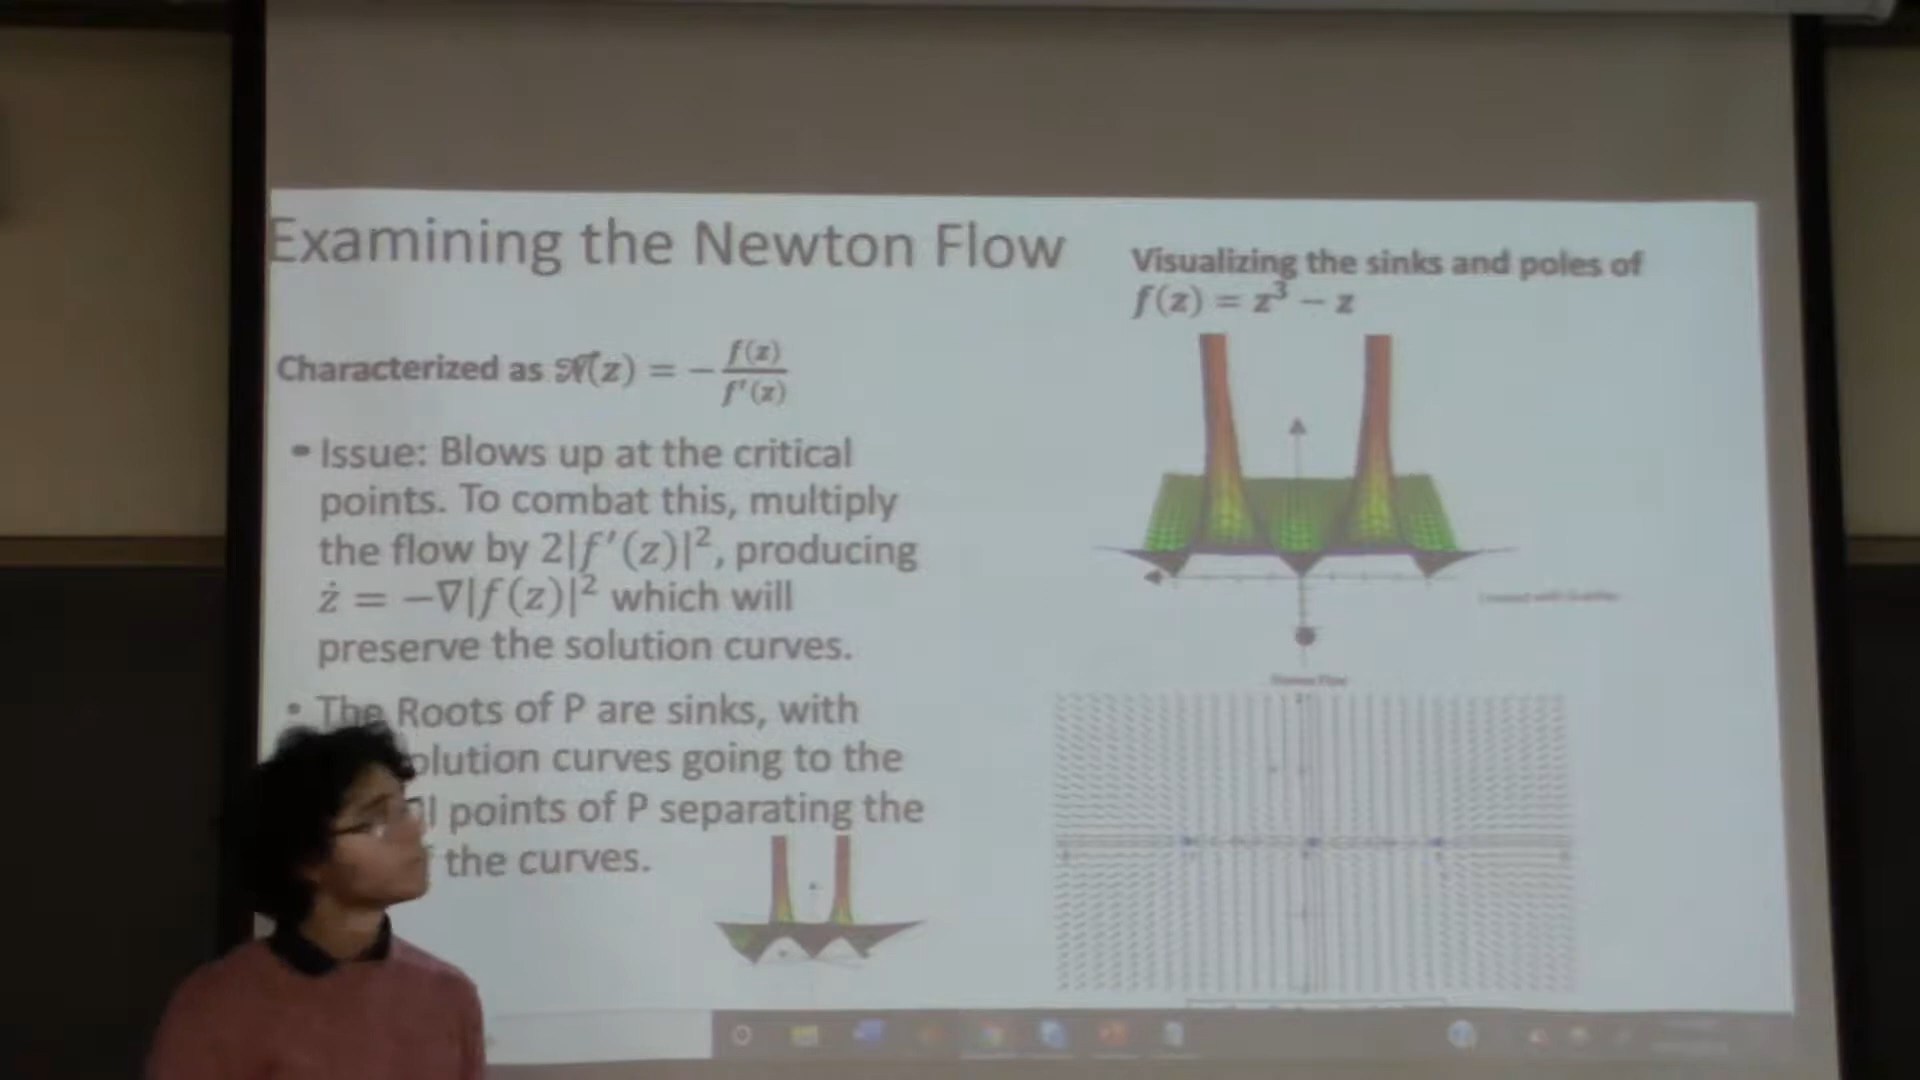 Examining the Newton Flow
Characterized as 𝒩(z) = − f(z) / f′(z)
• Issue: Blows up at the critical
points. To combat this, multiply
the flow by 2|f′(z)|², producing
ż = −∇|f(z)|² which will
preserve the solution curves.
• The Roots of P are sinks, with
olution curves going to the
l points of P separating the
the curves.
Visualizing the sinks and poles of
f(z) = z³ − z